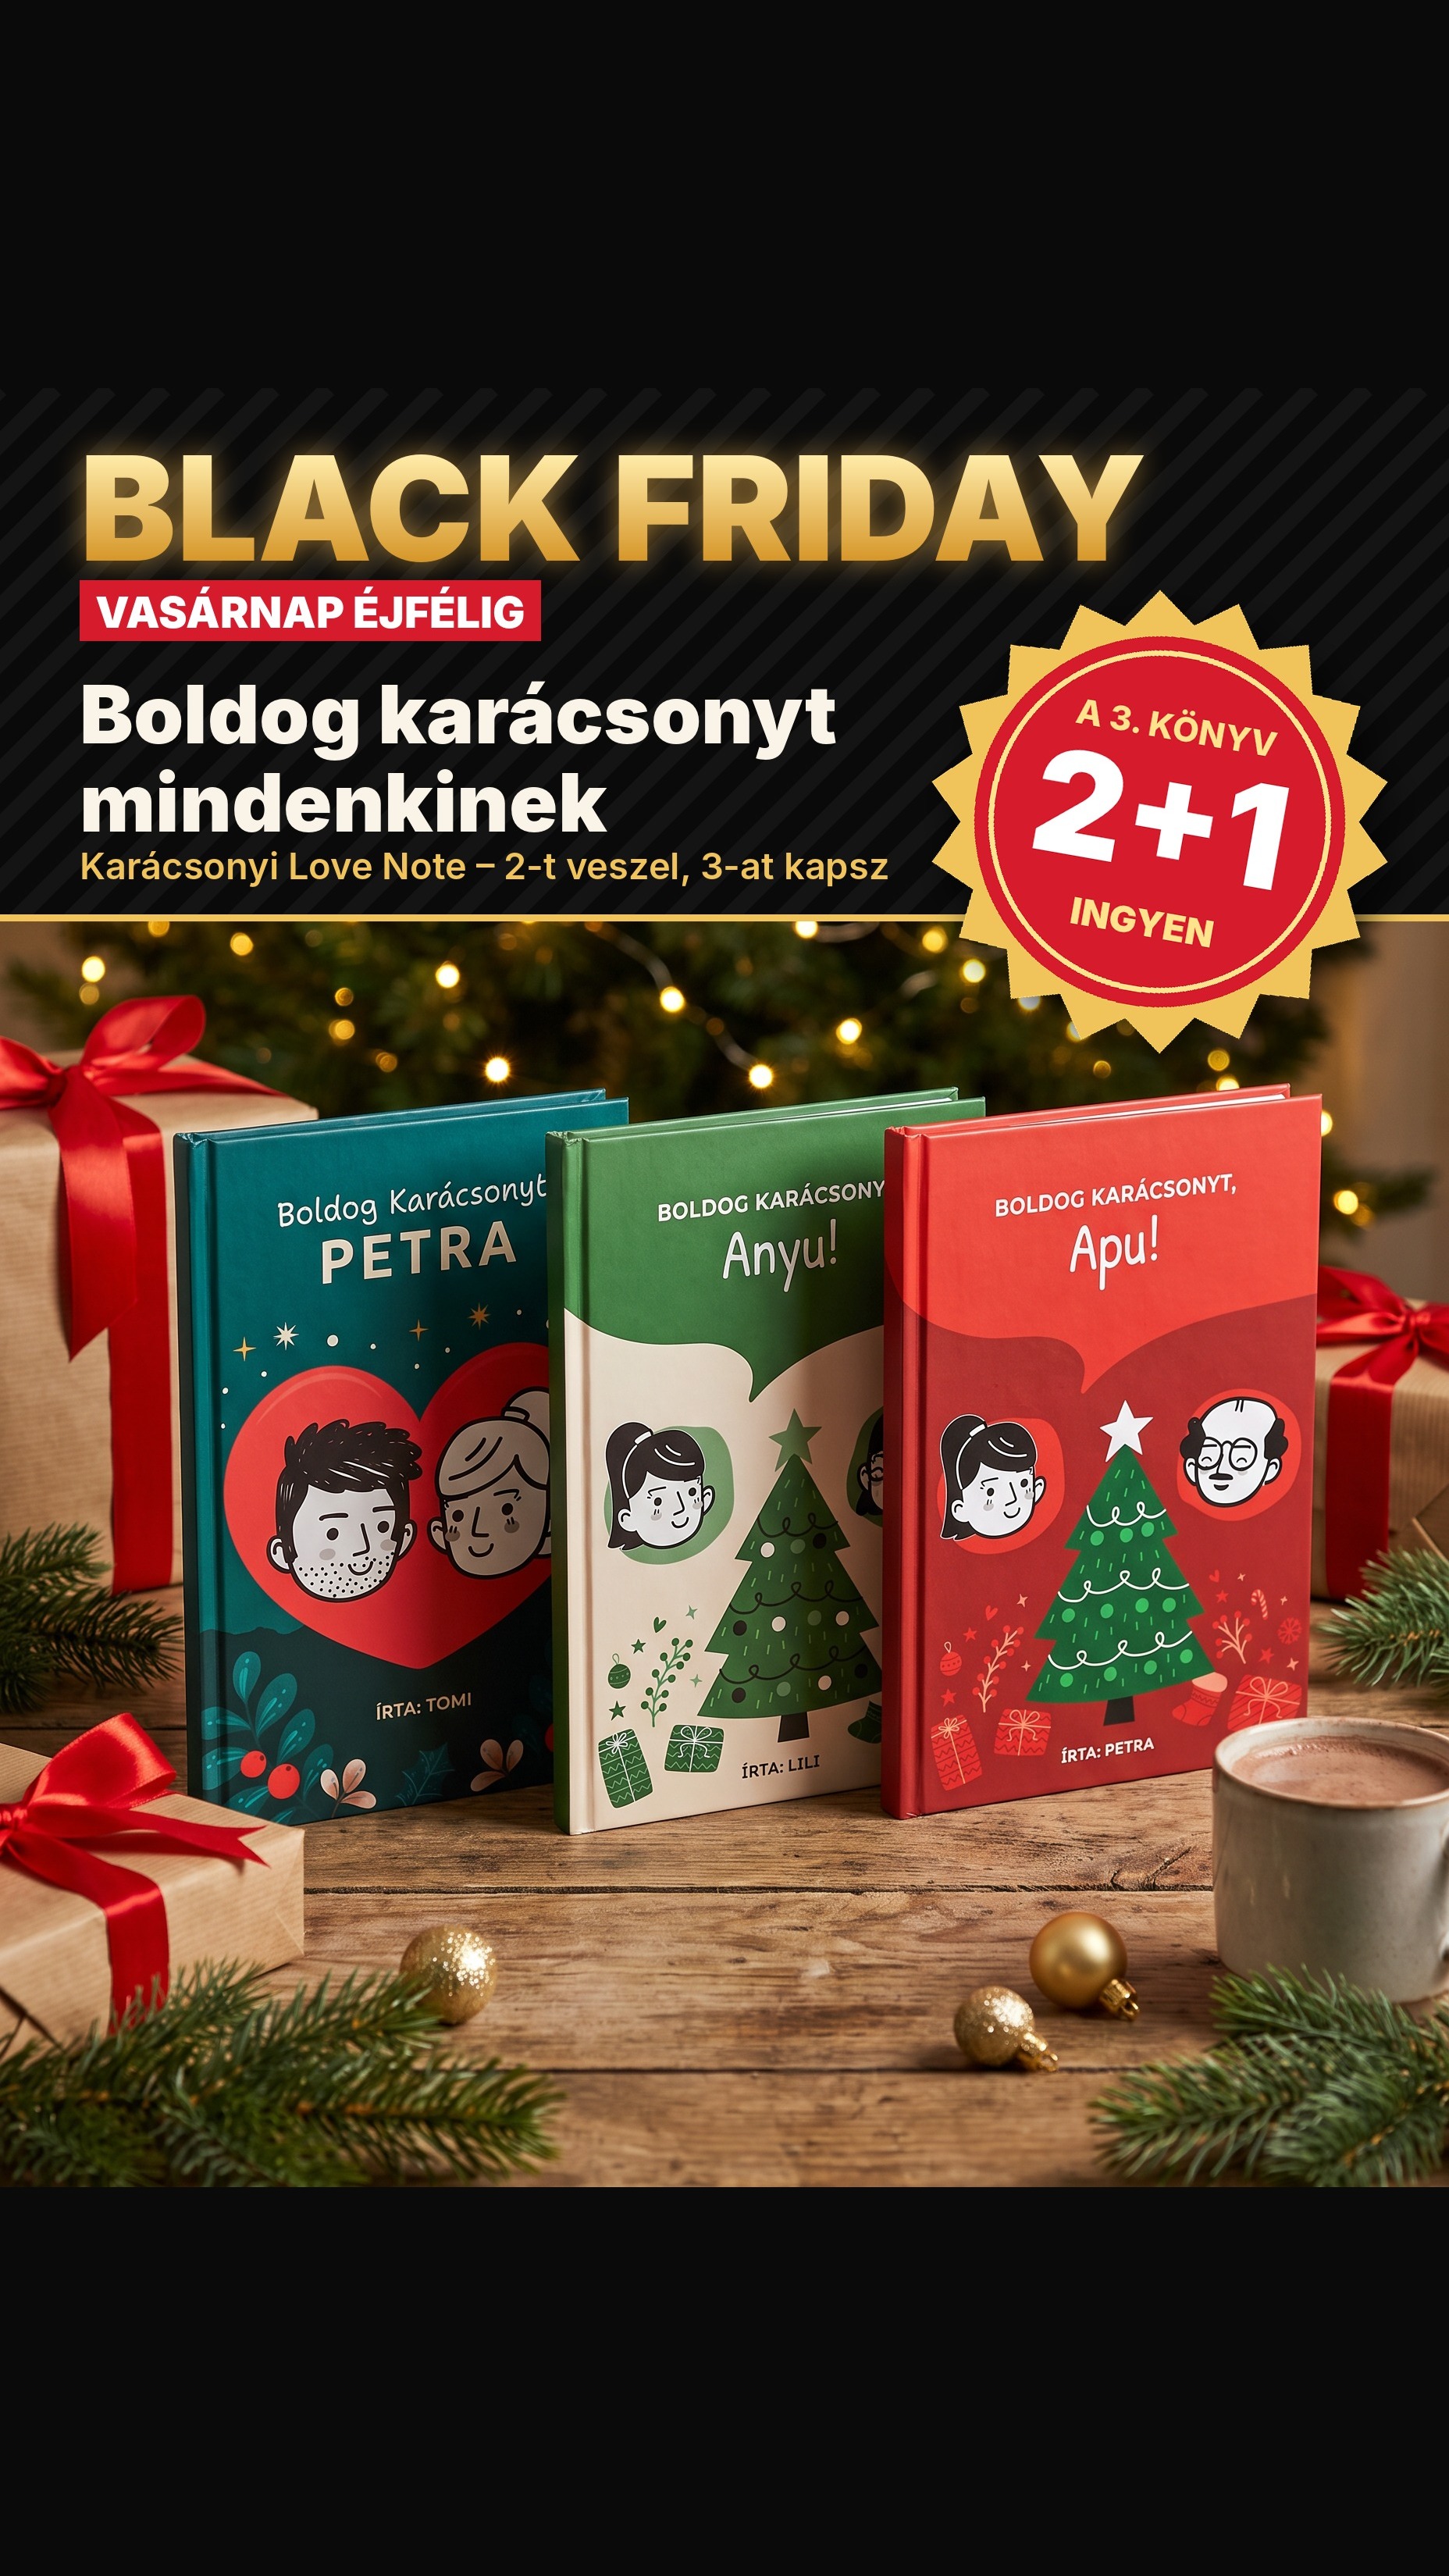 BLACK FRIDAY
VASÁRNAP ÉJFÉLIG
Boldog karácsonyt
mindenkinek
Karácsonyi Love Note – 2-t veszel, 3-at kapsz
A 3. KÖNYV
2+1
INGYEN
Boldog Karácsonyt
PETRA
ÍRTA: TOMI
BOLDOG KARÁCSONY
Anyu!
ÍRTA: LILI
BOLDOG KARÁCSONYT,
Apu!
ÍRTA: PETRA